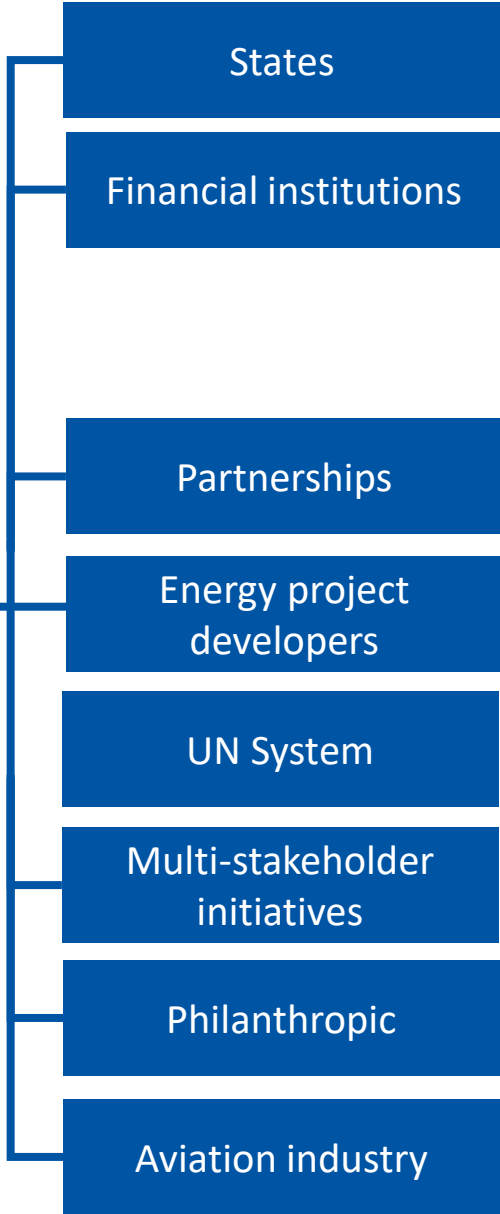 States
Financial institutions
Partnerships
Energy project
developers
UN System
Multi-stakeholder
initiatives
Philanthropic
Aviation industry